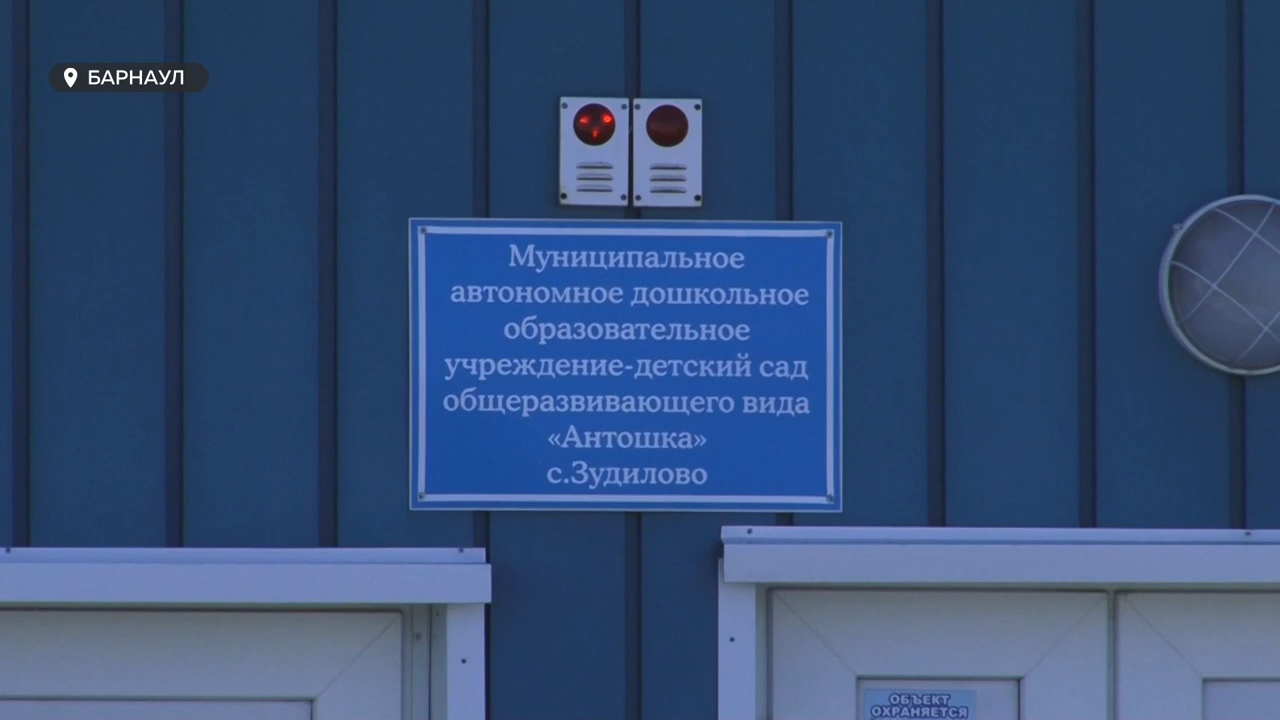 БАРНАУЛ
Муниципальное
автономное дошкольное
образовательное
учреждение-детский сад
общеразвивающего вида
«Антошка»
с.Зудилово
ОБЪЕКТ
ОХРАНЯЕТСЯ